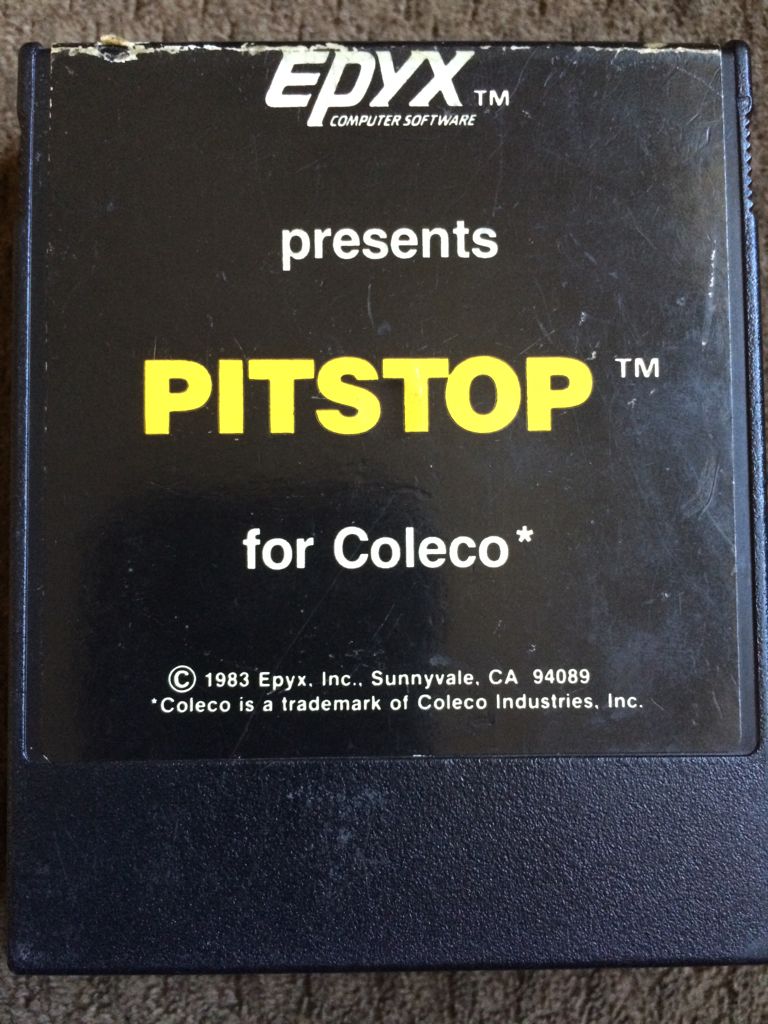 EPYX™
COMPUTER SOFTWARE
presents
PITSTOP™
for Coleco*
© 1983 Epyx, Inc., Sunnyvale, CA 94089
*Coleco is a trademark of Coleco Industries, Inc.